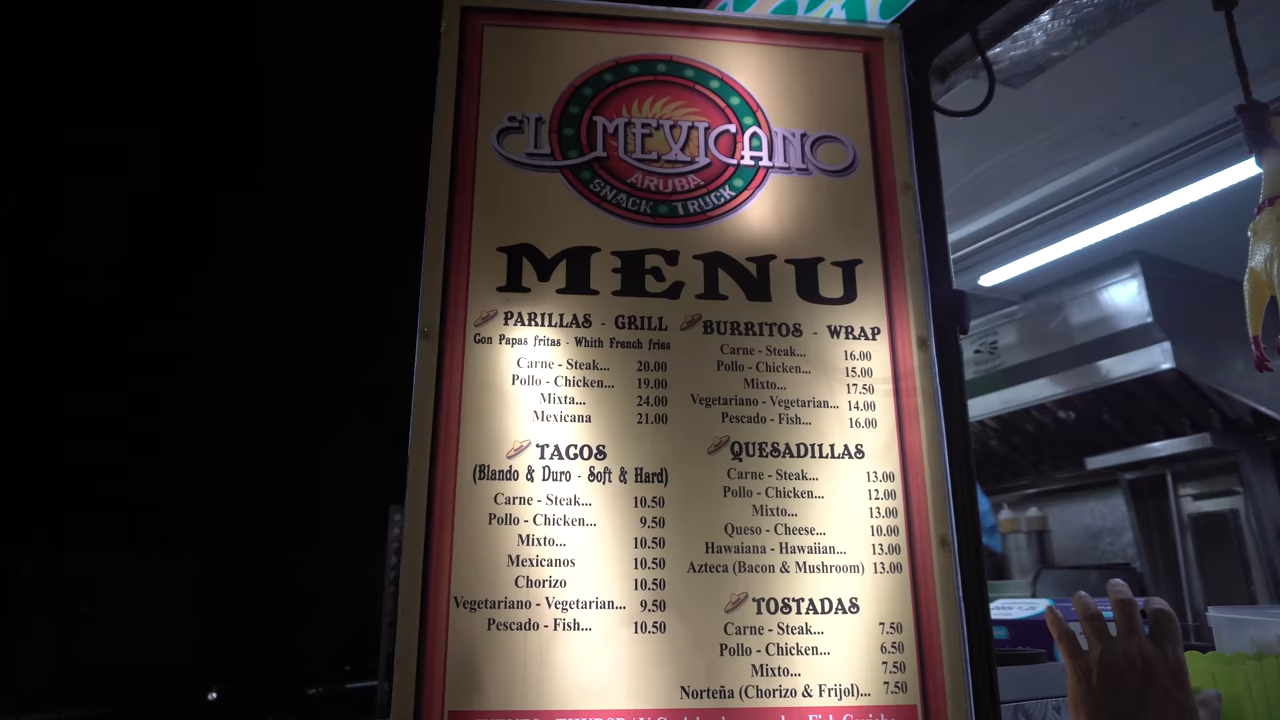 EL MEXICANO
ARUBA
SNACK TRUCK
MENU
PARILLAS - GRILL
Con Papas fritas - Whith French fries
Carne - Steak... 20.00
Pollo - Chicken... 19.00
Mixta... 24.00
Mexicana 21.00
TACOS
(Blando & Duro - Soft & Hard)
Carne - Steak... 10.50
Pollo - Chicken... 9.50
Mixto... 10.50
Mexicanos 10.50
Chorizo 10.50
Vegetariano - Vegetarian... 9.50
Pescado - Fish... 10.50
BURRITOS - WRAP
Carne - Steak... 16.00
Pollo - Chicken... 15.00
Mixto... 17.50
Vegetariano - Vegetarian... 14.00
Pescado - Fish... 16.00
QUESADILLAS
Carne - Steak... 13.00
Pollo - Chicken... 12.00
Mixto... 13.00
Queso - Cheese... 10.00
Hawaiana - Hawaiian... 13.00
Azteca (Bacon & Mushroom) 13.00
TOSTADAS
Carne - Steak... 7.50
Pollo - Chicken... 6.50
Mixto... 7.50
Norteña (Chorizo & Frijol)... 7.50